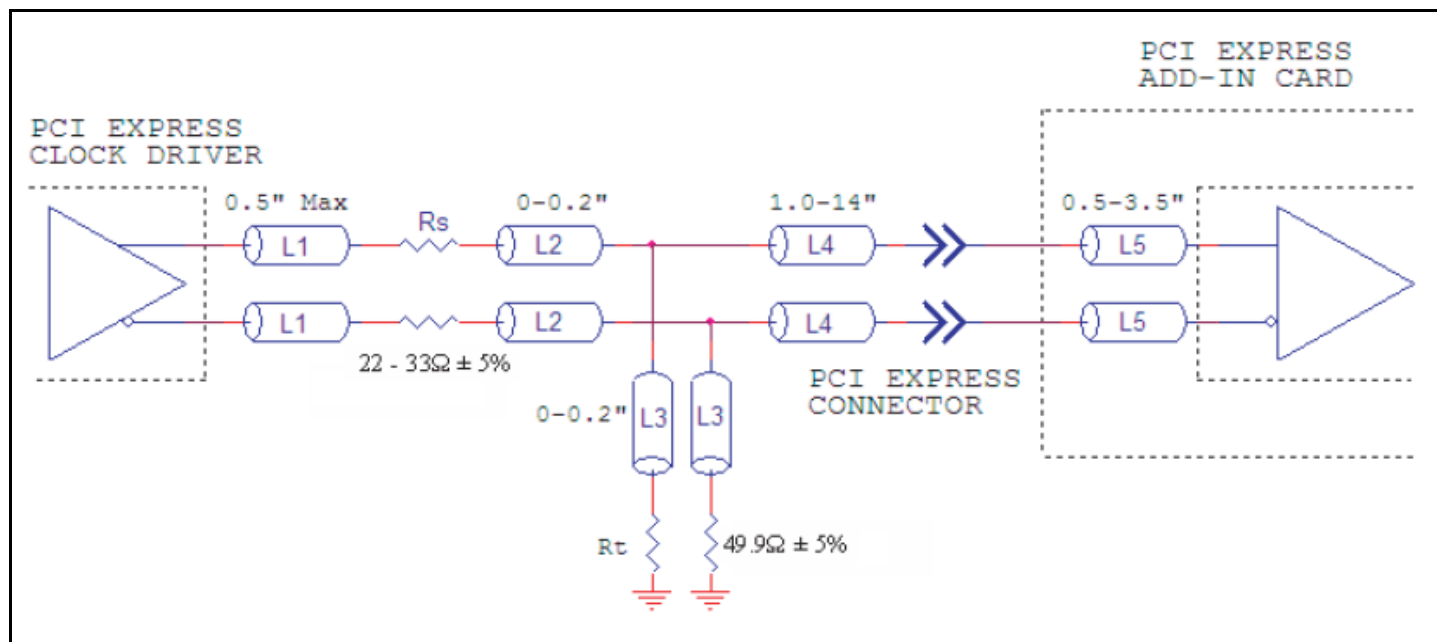 PCI EXPRESS
ADD-IN CARD
PCI EXPRESS
CLOCK DRIVER
0.5" Max
Rs
0-0.2"
1.0-14"
0.5-3.5"
L1
L2
L4
L5
L1
L2
L4
L5
22 - 33Ω ± 5%
PCI EXPRESS
CONNECTOR
0-0.2"
L3
L3
Rt
49.9Ω ± 5%